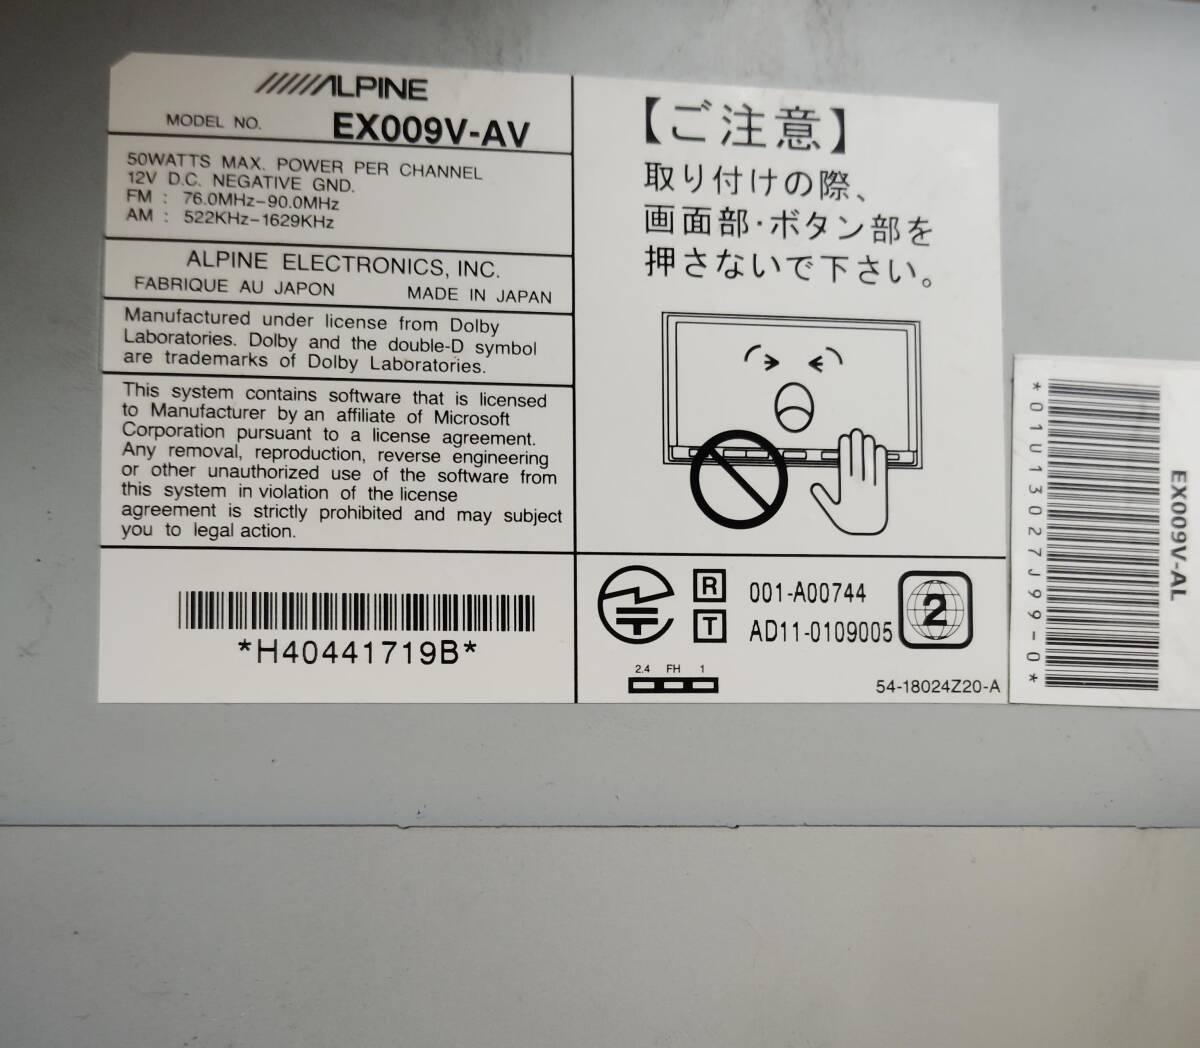 ALPINE
MODEL NO. EX009V-AV
50WATTS MAX. POWER PER CHANNEL
12V D.C. NEGATIVE GND.
FM : 76.0MHz-90.0MHz
AM : 522KHz-1629KHz
ALPINE ELECTRONICS, INC.
FABRIQUE AU JAPON MADE IN JAPAN
Manufactured under license from Dolby
Laboratories. Dolby and the double-D symbol
are trademarks of Dolby Laboratories.
This system contains software that is licensed
to Manufacturer by an affiliate of Microsoft
Corporation pursuant to a license agreement.
Any removal, reproduction, reverse engineering
or other unauthorized use of the software from
this system in violation of the license
agreement is strictly prohibited and may subject
you to legal action.
*H40441719B*
【ご注意】
取り付けの際、
画面部・ボタン部を
押さないで下さい。
R 001-A00744
T AD11-0109005
2
2.4 FH 1
54-18024Z20-A
*01U13027J99-0*
EX009V-AL